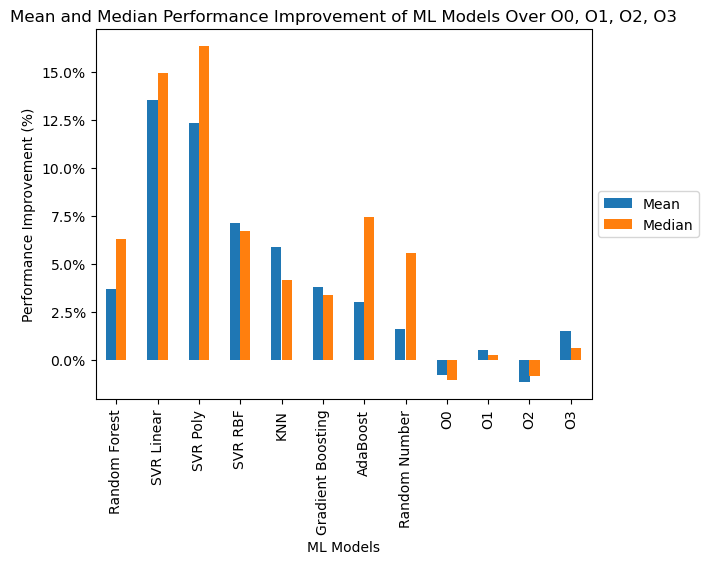 Mean and Median Performance Improvement of ML Models Over O0, O1, O2, O3
Performance Improvement (%)
15.0%
12.5%
10.0%
7.5%
5.0%
2.5%
0.0%
Mean
Median
Random Forest
SVR Linear
SVR Poly
SVR RBF
KNN
Gradient Boosting
AdaBoost
Random Number
O0
O1
O2
O3
ML Models